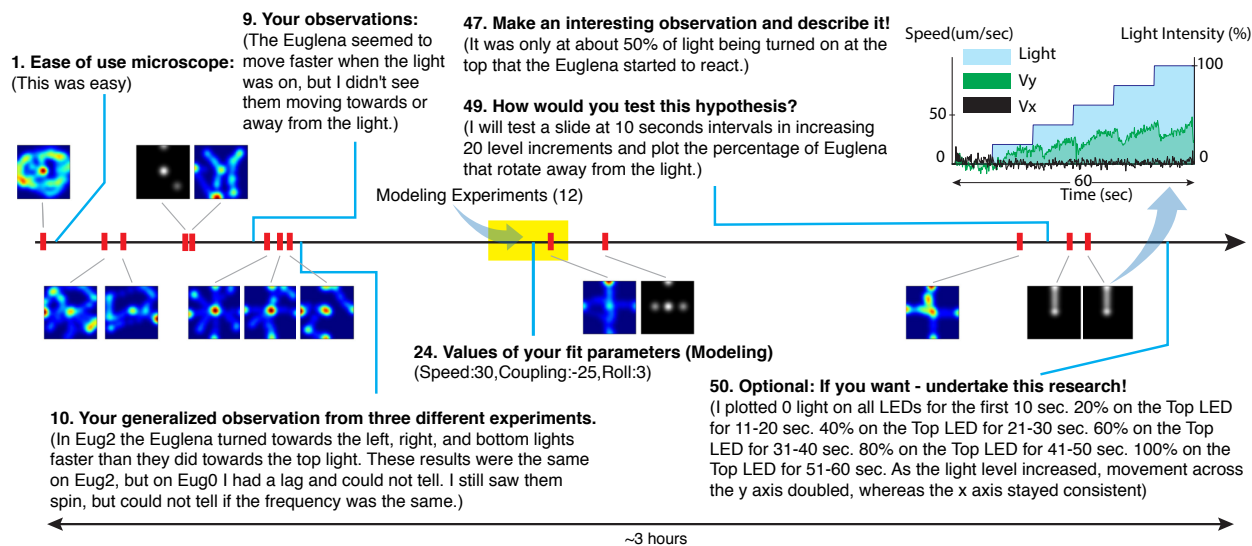 1. Ease of use microscope:
(This was easy)
9. Your observations:
(The Euglena seemed to
move faster when the light
was on, but I didn't see
them moving towards or
away from the light.)
47. Make an interesting observation and describe it!
(It was only at about 50% of light being turned on at the
top that the Euglena started to react.)
49. How would you test this hypothesis?
(I will test a slide at 10 seconds intervals in increasing
20 level increments and plot the percentage of Euglena
that rotate away from the light.)
Speed(um/sec)
Light Intensity (%)
Light
Vy
Vx
50
0
100
0
60
Time (sec)
Modeling Experiments (12)
24. Values of your fit parameters (Modeling)
(Speed:30,Coupling:-25,Roll:3)
10. Your generalized observation from three different experiments.
(In Eug2 the Euglena turned towards the left, right, and bottom lights
faster than they did towards the top light. These results were the same
on Eug2, but on Eug0 I had a lag and could not tell. I still saw them
spin, but could not tell if the frequency was the same.)
50. Optional: If you want - undertake this research!
(I plotted 0 light on all LEDs for the first 10 sec. 20% on the Top LED
for 11-20 sec. 40% on the Top LED for 21-30 sec. 60% on the Top
LED for 31-40 sec. 80% on the Top LED for 41-50 sec. 100% on the
Top LED for 51-60 sec. As the light level increased, movement across
the y axis doubled, whereas the x axis stayed consistent)
~3 hours